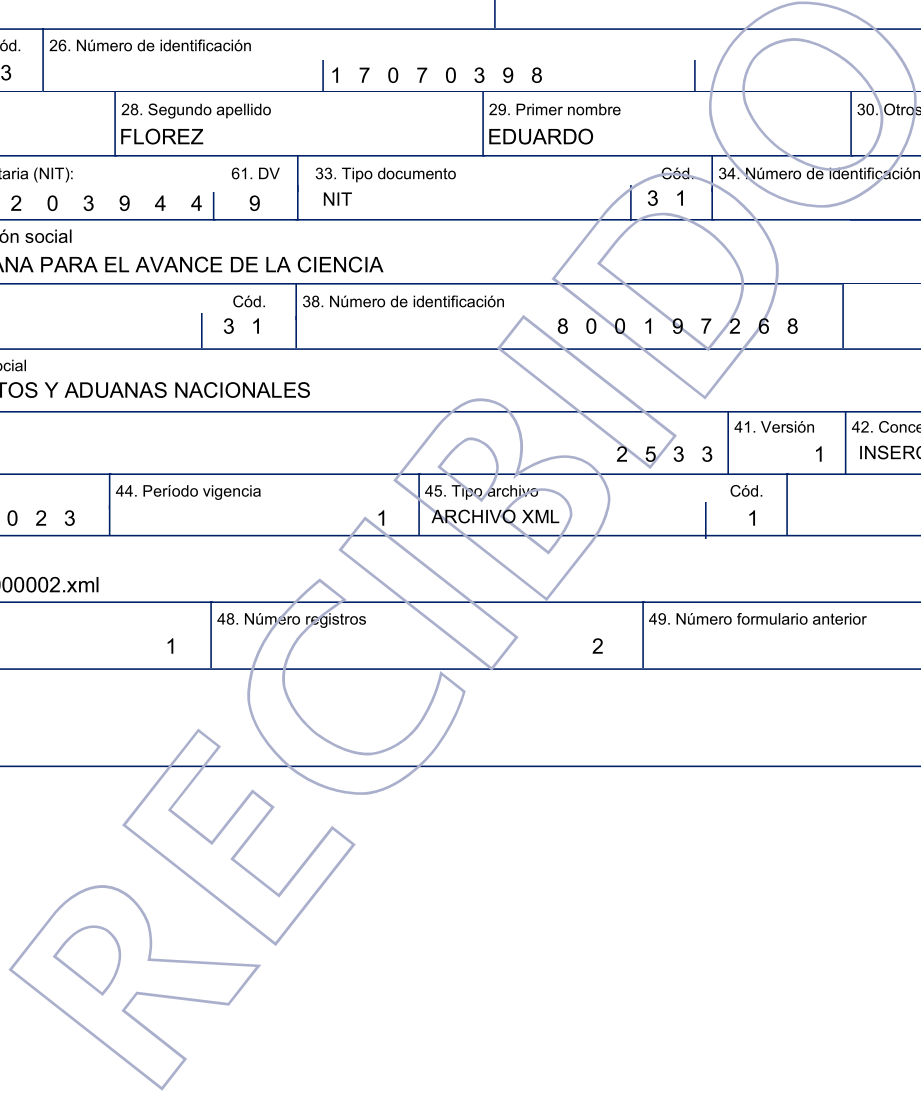 ód. 26. Número de identificación
3 1 7 0 7 0 3 9 8
28. Segundo apellido 29. Primer nombre 30. Otros
FLOREZ EDUARDO
taria (NIT): 61. DV 33. Tipo documento Cód. 34. Número de identificación
2 0 3 9 4 4 9 NIT 3 1
ón social
ANA PARA EL AVANCE DE LA CIENCIA
Cód. 38. Número de identificación
3 1 8 0 0 1 9 7 2 6 8
ocial
TOS Y ADUANAS NACIONALES
41. Versión 42. Conce
2 5 3 3 1 INSERC
44. Período vigencia 45. Tipo archivo Cód.
0 2 3 1 ARCHIVO XML 1
000002.xml
48. Número registros 49. Número formulario anterior
1 2
RECIBIDO